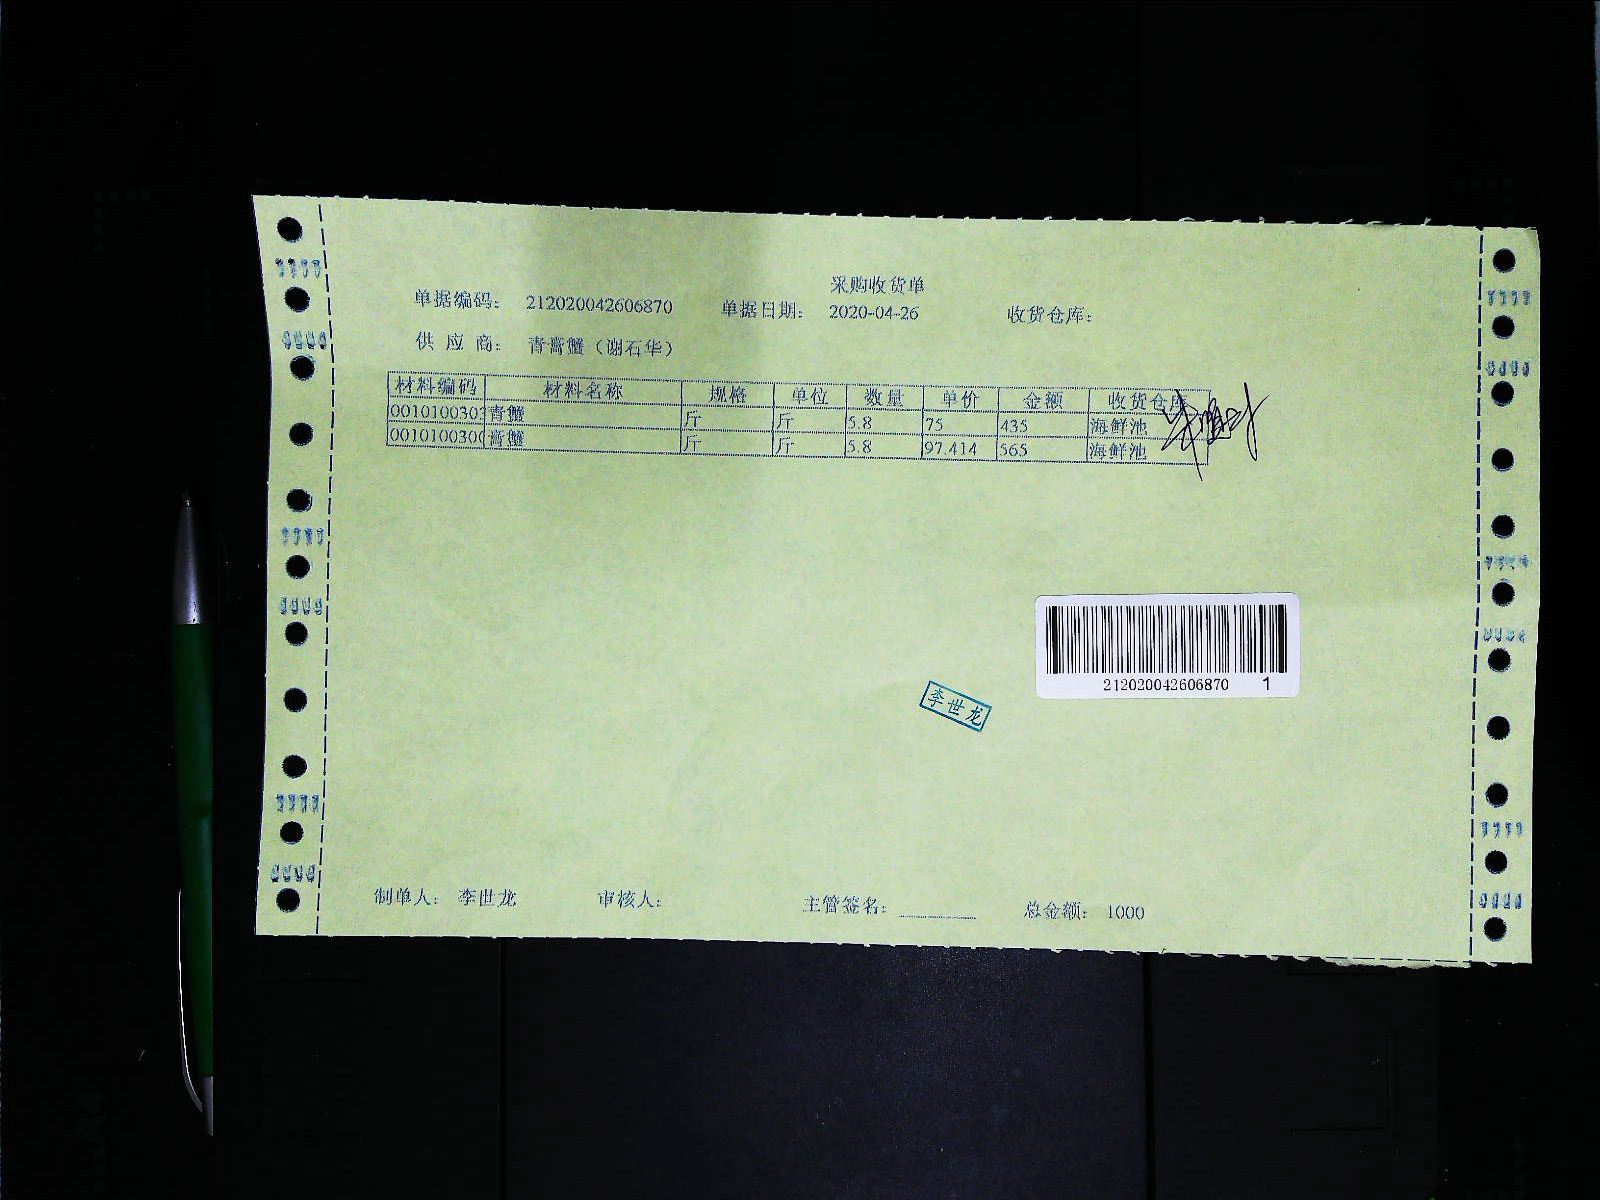 采购收货单
单据编码： 212020042606870 单据日期： 2020-04-26 收货仓库：
供 应 商： 青膏蟹（谢石华）
材料编码 材料名称 规格 单位 数量 单价 金额 收货仓库
001010030 青蟹 斤 斤 5.8 75 435 海鲜池
001010030 膏蟹 斤 斤 5.8 97.414 565 海鲜池
212020042606870 1
李世龙
制单人： 李世龙 审核人： 主管签名： 总金额： 1000